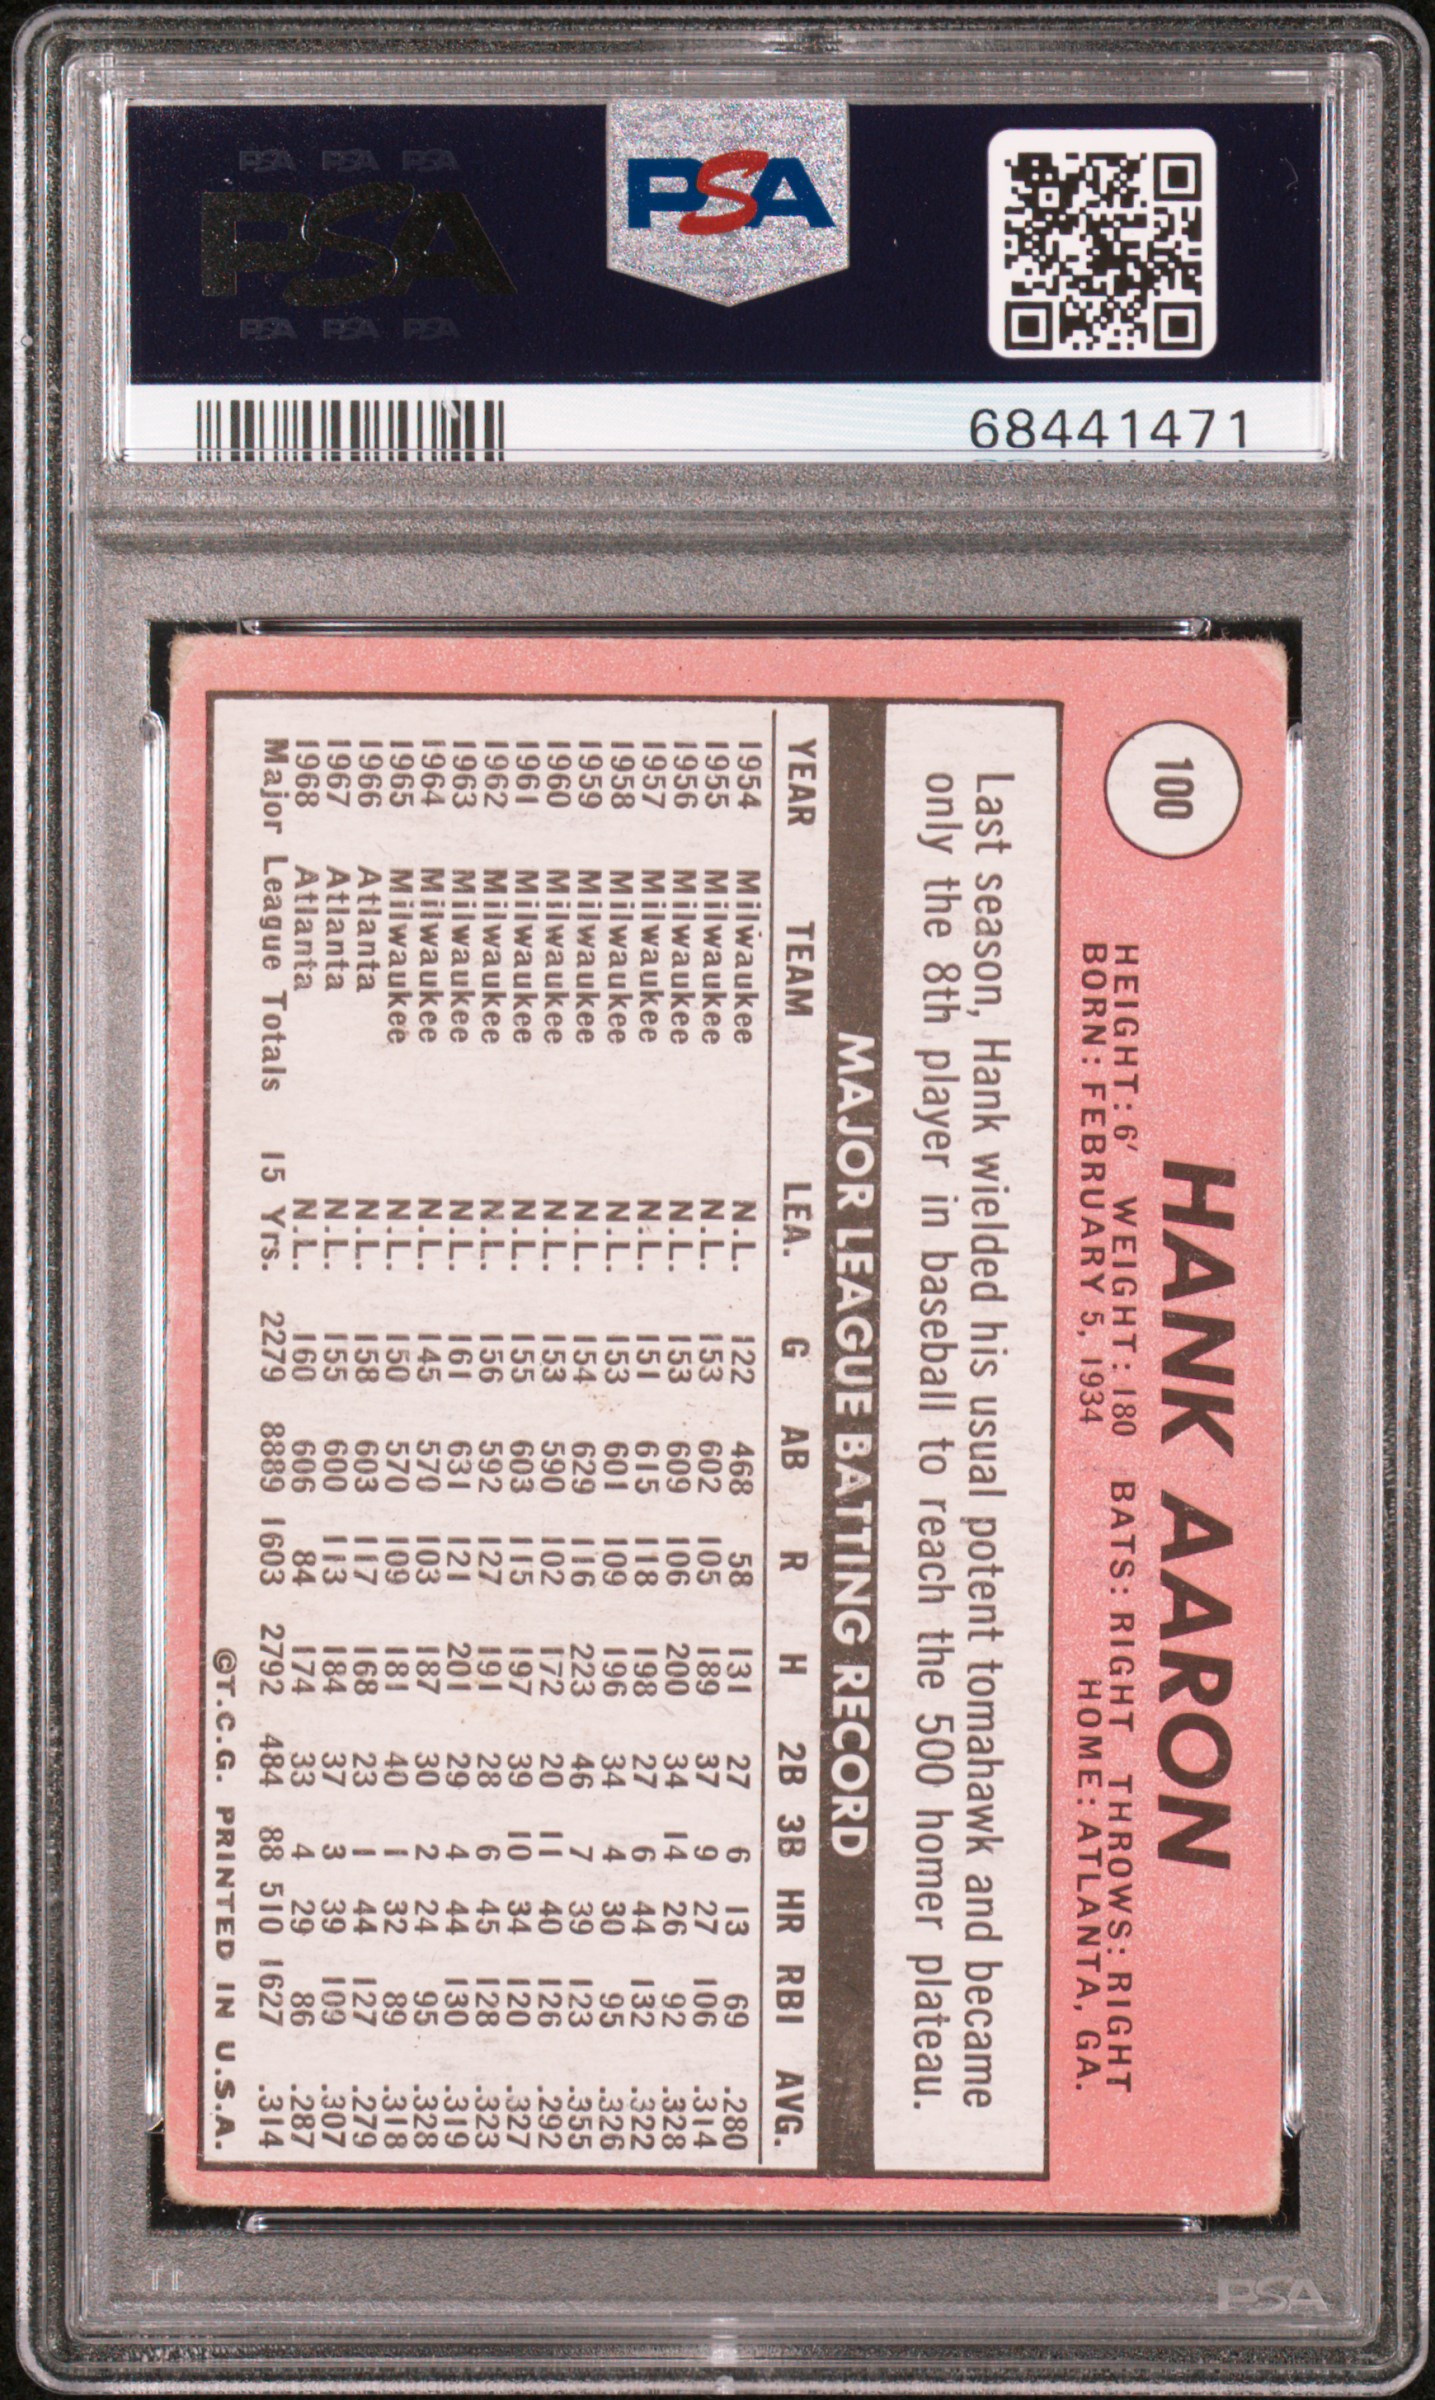 PSA PSA PSA
PSA
PSA PSA PSA
PSA
68441471
100
HANK AARON
HEIGHT: 6' WEIGHT: 180 BATS: RIGHT THROWS: RIGHT
BORN: FEBRUARY 5, 1934 HOME: ATLANTA, GA.
Last season, Hank wielded his usual potent tomahawk and became
only the 8th player in baseball to reach the 500 homer plateau.
MAJOR LEAGUE BATTING RECORD
YEAR TEAM LEA. G AB R H 2B 3B HR RBI AVG.
1954 Milwaukee N.L. 122 468 58 131 27 6 13 69 .280
1955 Milwaukee N.L. 153 602 105 189 37 9 27 106 .314
1956 Milwaukee N.L. 153 609 106 200 34 14 26 92 .328
1957 Milwaukee N.L. 151 615 118 198 27 6 44 132 .322
1958 Milwaukee N.L. 153 601 109 196 34 4 30 95 .326
1959 Milwaukee N.L. 154 629 116 223 46 7 39 123 .355
1960 Milwaukee N.L. 153 590 102 172 20 11 40 126 .292
1961 Milwaukee N.L. 155 603 115 197 39 10 34 120 .327
1962 Milwaukee N.L. 156 592 127 191 28 6 45 128 .323
1963 Milwaukee N.L. 161 631 121 201 29 4 44 130 .319
1964 Milwaukee N.L. 145 570 103 187 30 2 24 95 .328
1965 Milwaukee N.L. 150 570 109 181 40 1 32 89 .318
1966 Atlanta N.L. 158 603 117 168 23 1 44 127 .279
1967 Atlanta N.L. 155 600 113 184 37 3 39 109 .307
1968 Atlanta N.L. 160 606 84 174 33 4 29 86 .287
Major League Totals 15 Yrs. 2279 8889 1603 2792 484 88 510 1627 .314
©T.C.G. PRINTED IN U.S.A.
PSA